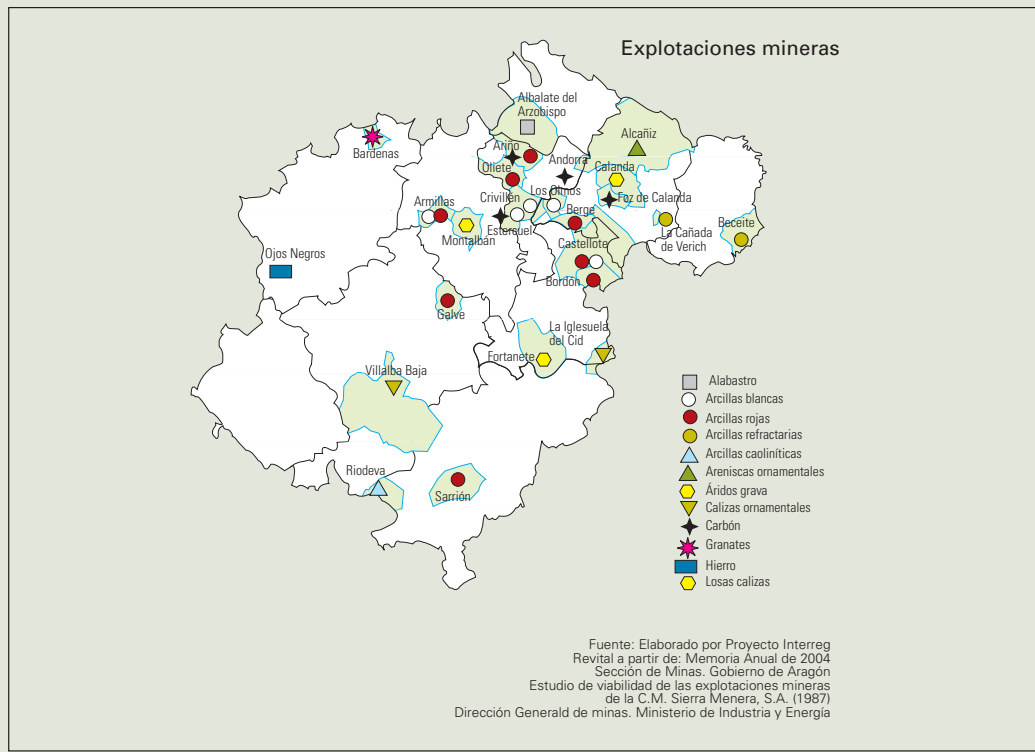 Explotaciones mineras
Albalate del
Arzobispo
Alcañiz
Bardenas
Ariño
Andorra
Oliete
Calanda
Crivillén
Los Olmos
Foz de Calanda
Armillas
Berge
Estercuel
La Cañada
de Verich
Beceite
Montalbán
Castellote
Ojos Negros
Bordón
Galve
La Iglesuela
del Cid
Fortanete
Villalba Baja
Riodeva
Sarrión
Alabastro
Arcillas blancas
Arcillas rojas
Arcillas refractarias
Arcillas caoliníticas
Areniscas ornamentales
Áridos grava
Calizas ornamentales
Carbón
Granates
Hierro
Losas calizas
Fuente: Elaborado por Proyecto Interreg
Revital a partir de: Memoria Anual de 2004
Sección de Minas. Gobierno de Aragón
Estudio de viabilidad de las explotaciones mineras
de la C.M. Sierra Menera, S.A. (1987)
Dirección Generald de minas. Ministerio de Industria y Energía